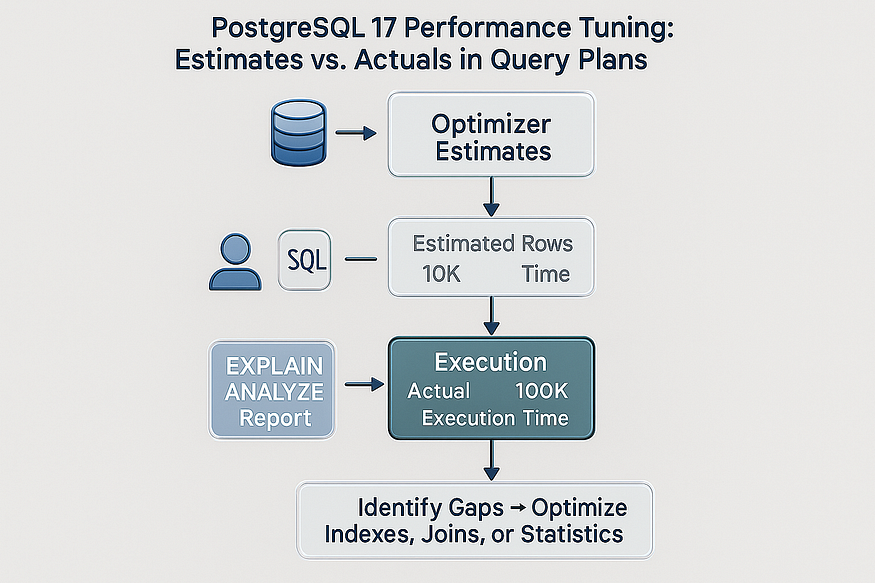 PostgreSQL 17 Performance Tuning:
Estimates vs. Actuals in Query Plans
Optimizer
Estimates
SQL
Estimated Rows
10K Time
EXPLAIN
ANALYZE
Report
Execution
Actual 100K
Execution Time
Identify Gaps → Optimize
Indexes, Joins, or Statistics